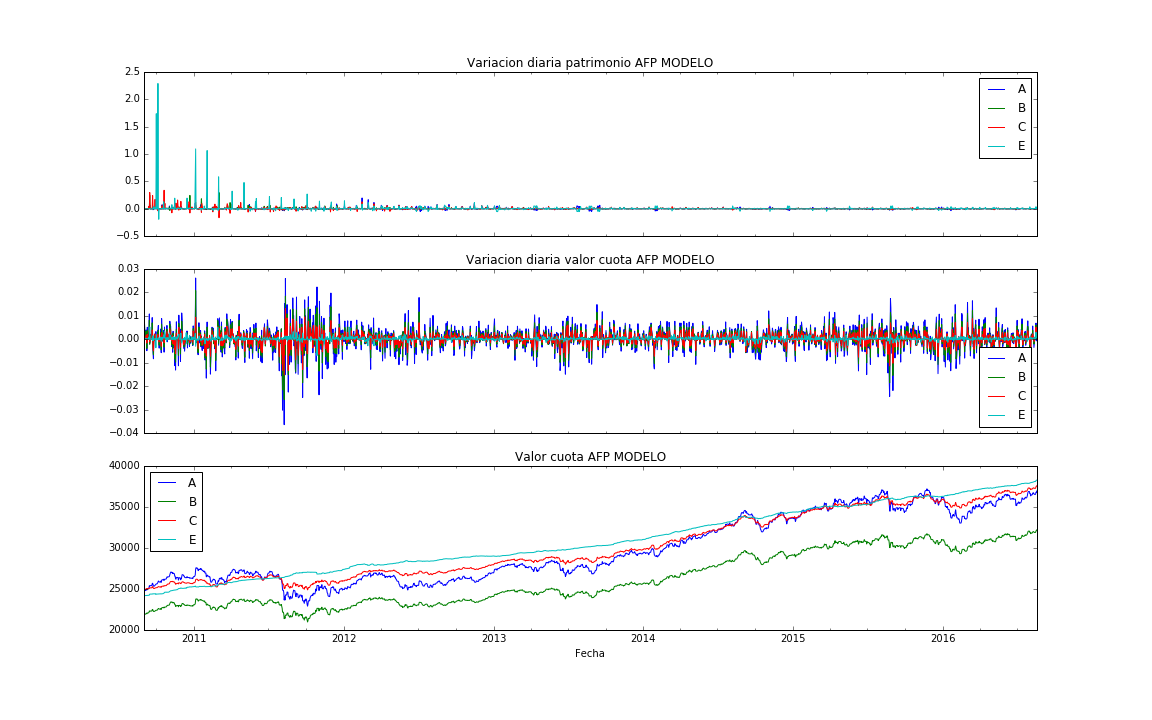 Variacion diaria patrimonio AFP MODELO
2.5
2.0
1.5
1.0
0.5
0.0
−0.5
A
B
C
E
Variacion diaria valor cuota AFP MODELO
0.03
0.02
0.01
0.00
−0.01
−0.02
−0.03
−0.04
A
B
C
E
Valor cuota AFP MODELO
40000
35000
30000
25000
20000
A
B
C
E
2011 2012 2013 2014 2015 2016
Fecha